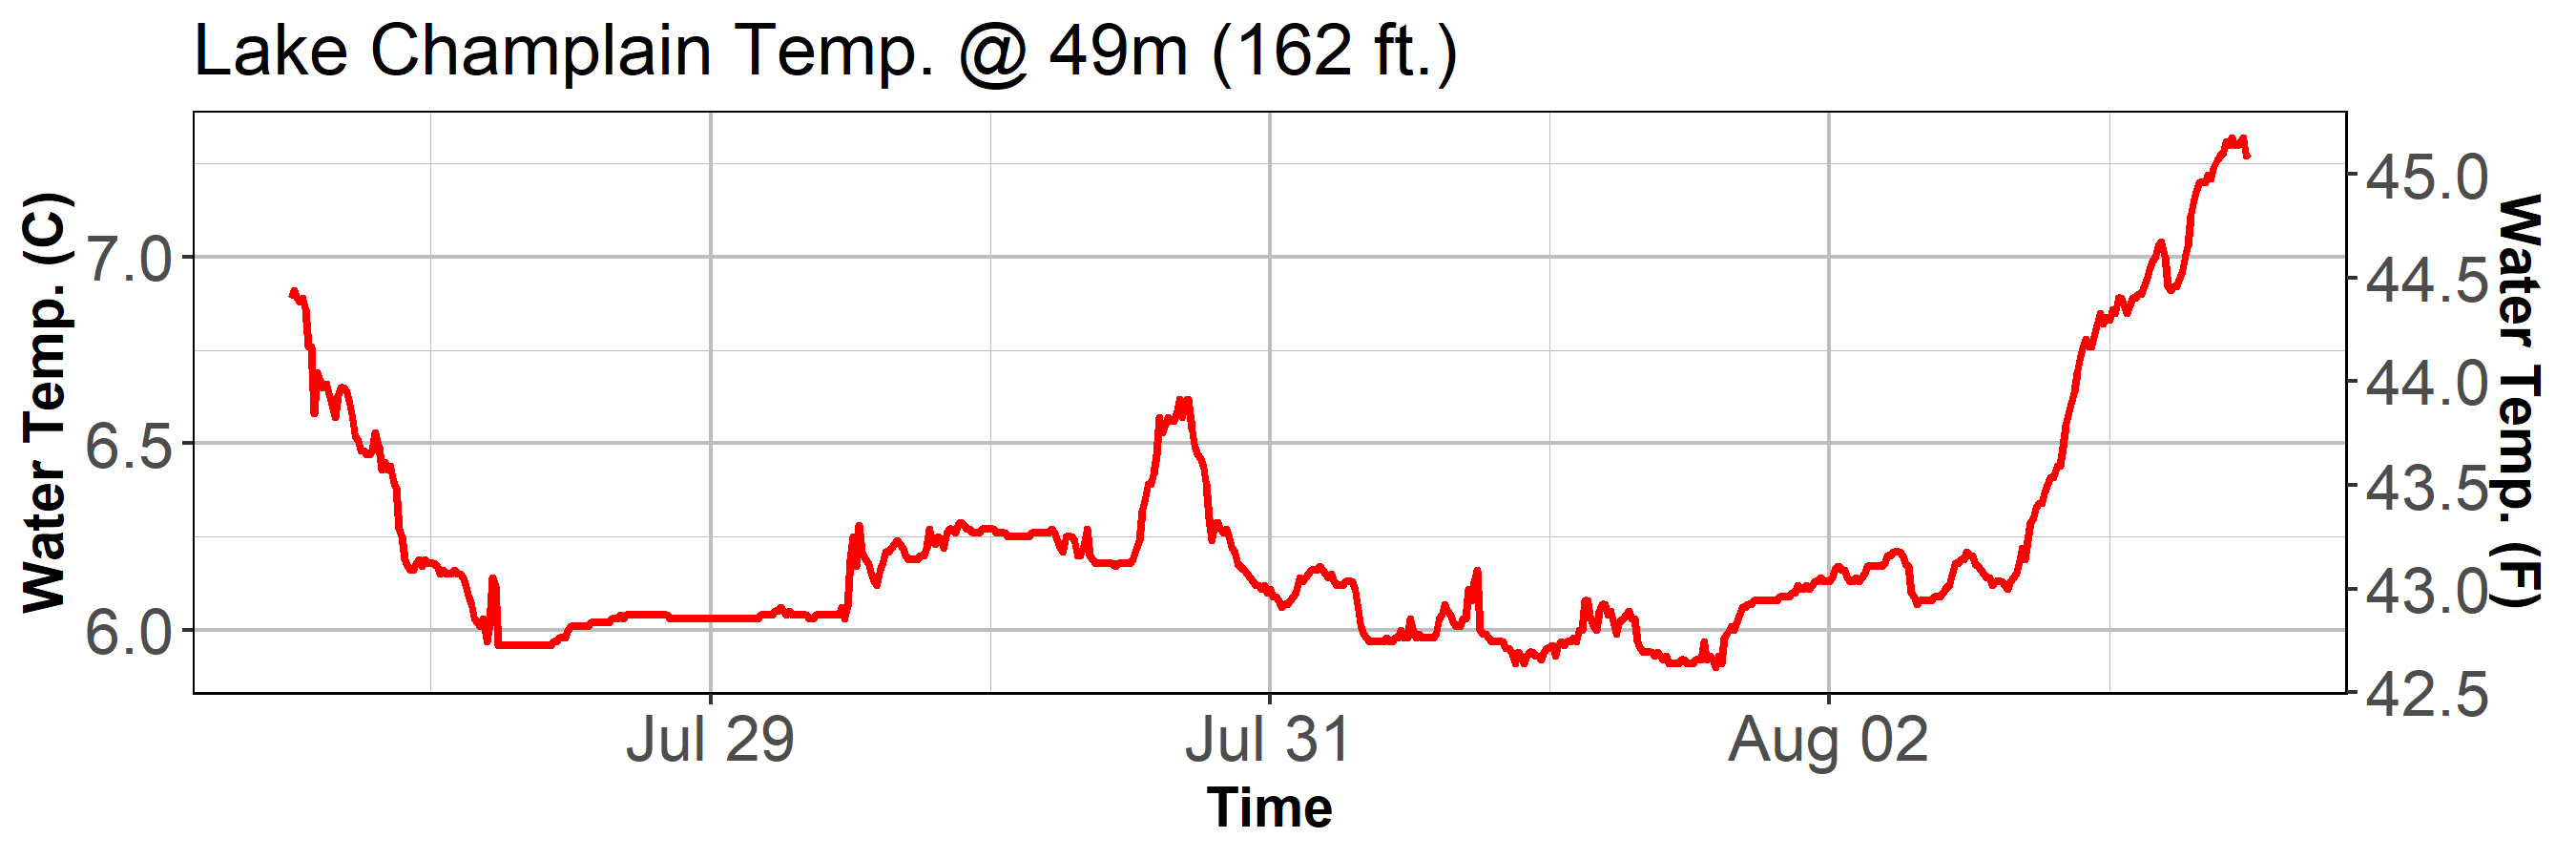 Lake Champlain Temp. @ 49m (162 ft.)
Water Temp. (C)
7.0
6.5
6.0
45.0
44.5
44.0
43.5
43.0
42.5
Water Temp. (F)
Jul 29 Jul 31 Aug 02
Time